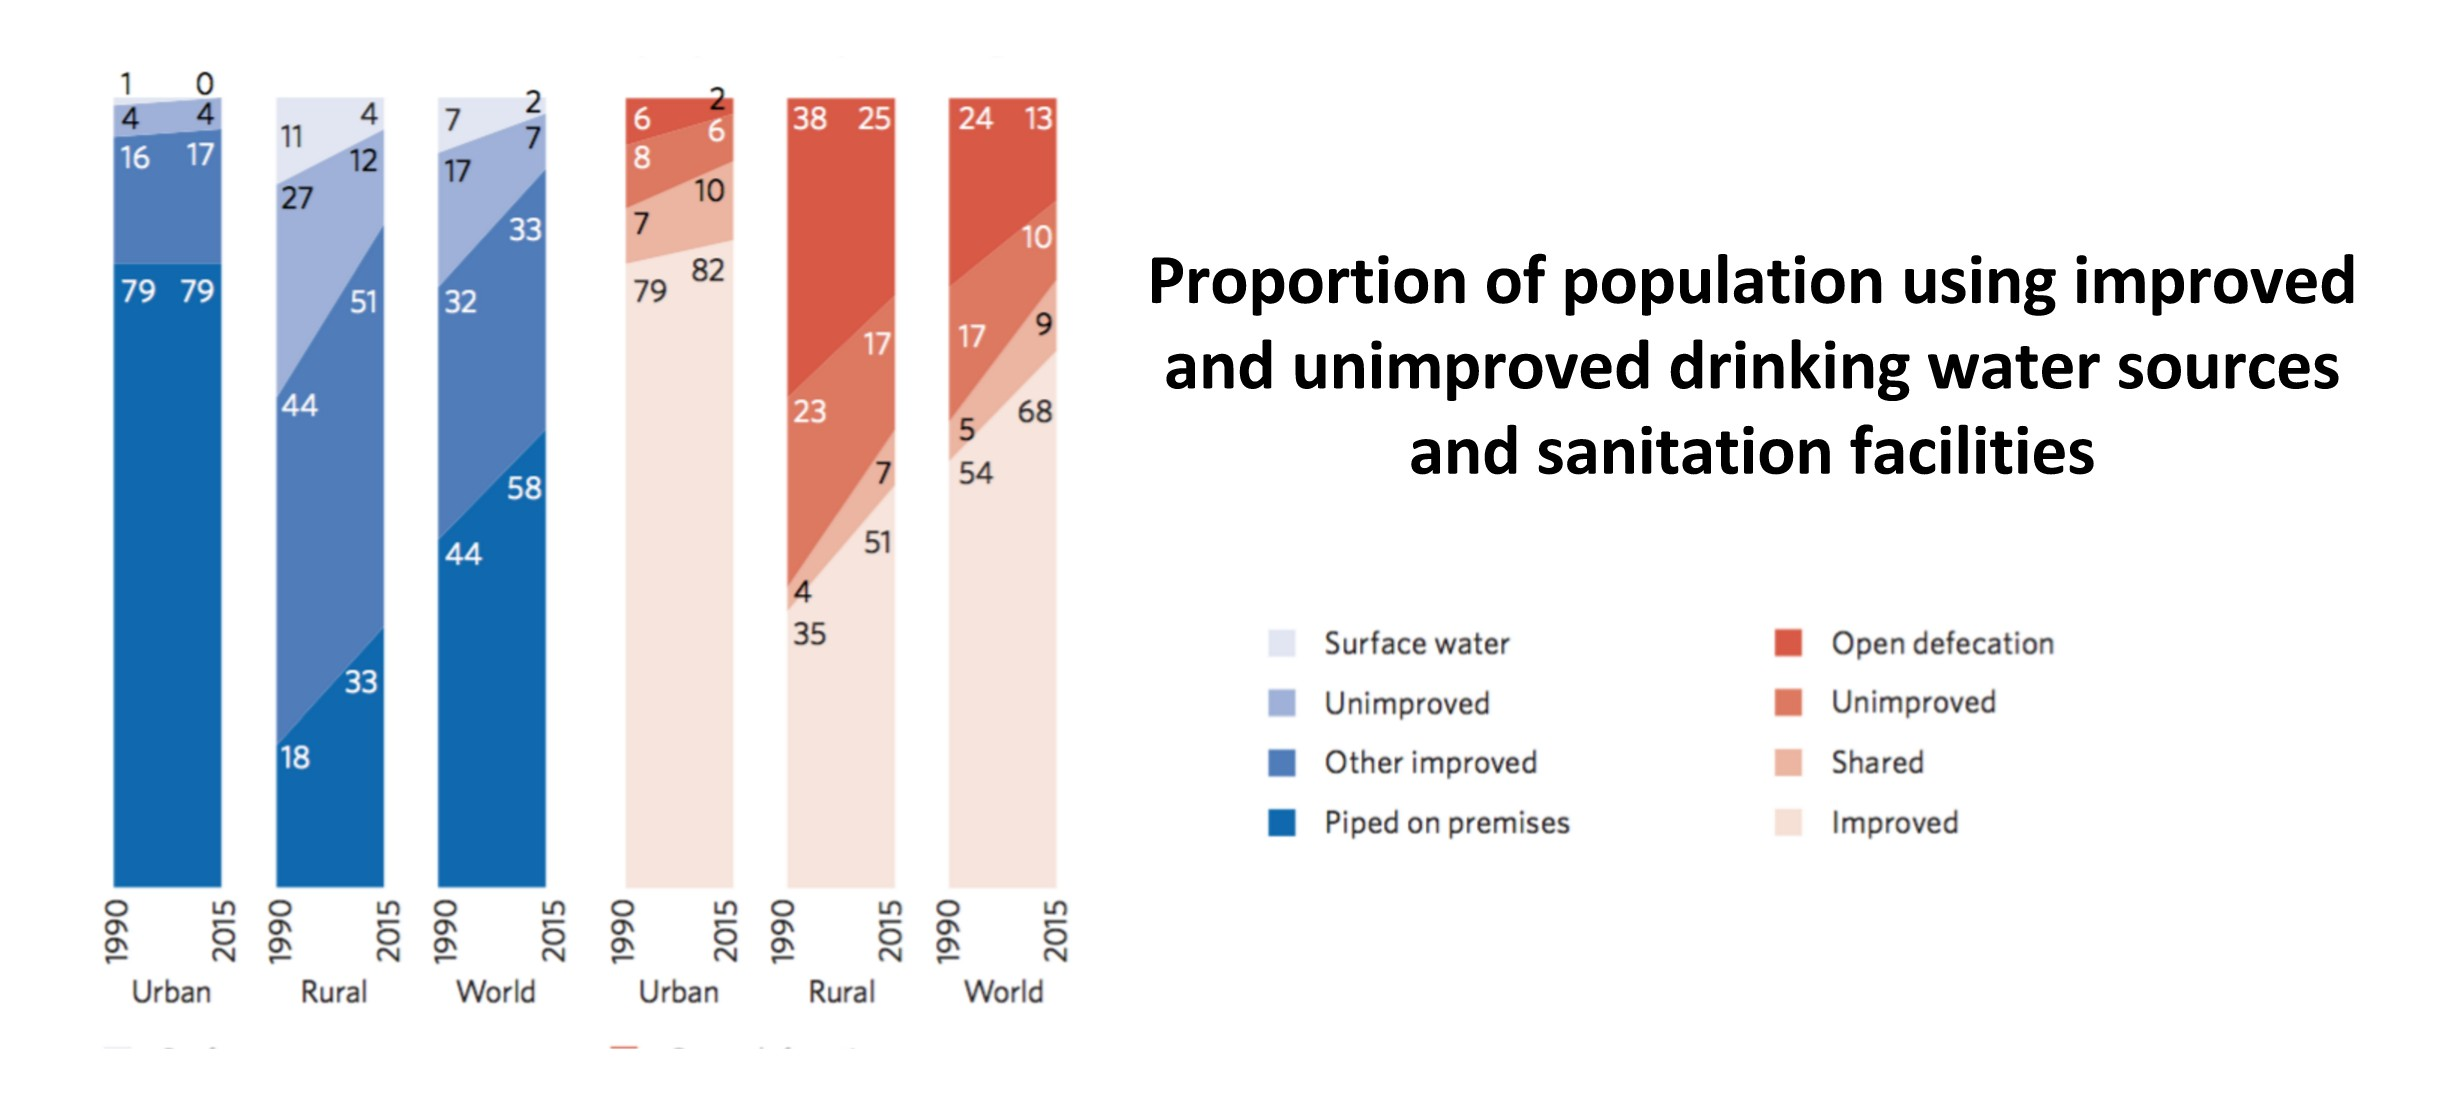 1 0
4 4
16 17
79 79
11 4
27 12
44 51
18 33
7 2
17 7
32 33
44 58
6 2
8 6
7 10
79 82
38 25
23 17
4 7
35 51
24 13
17 10
5 9
54 68
1990 2015 1990 2015 1990 2015 1990 2015 1990 2015 1990 2015
Urban Rural World Urban Rural World
Proportion of population using improved
and unimproved drinking water sources
and sanitation facilities
Surface water
Unimproved
Other improved
Piped on premises
Open defecation
Unimproved
Shared
Improved